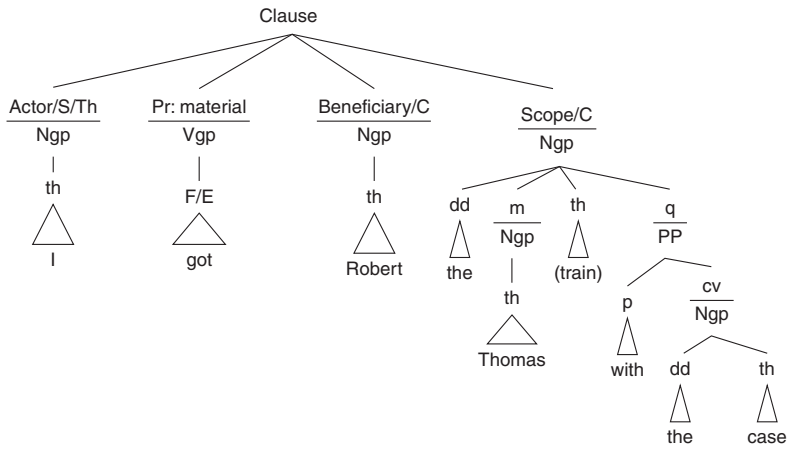 Clause
Actor/S/Th Pr: material Beneficiary/C Scope/C
Ngp Vgp Ngp Ngp
th F/E th dd m th q
Ngp PP
I got Robert the (train)
th p cv
Ngp
Thomas with dd th
the case